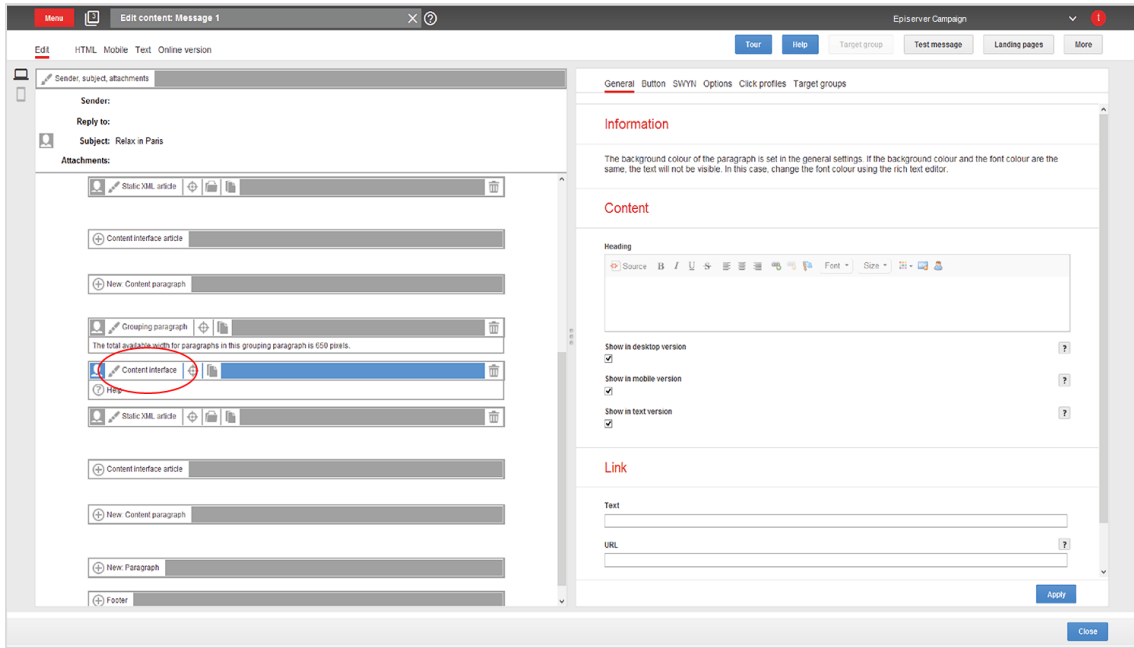 Menu
Edit content: Message 1
Episerver Campaign
1
Edit HTML Mobile Text Online version
Tour Help Target group Test message Landing pages More
Sender, subject, attachments
Sender:
Reply to:
Subject: Relax in Paris
Attachments:
Static XML article
Content interface article
New: Content paragraph
Grouping paragraph
The total available width for paragraphs in this grouping paragraph is 650 pixels.
Content interface
Help
Static XML article
Content interface article
New: Content paragraph
New: Paragraph
Footer
General Button SWYN Options Click profiles Target groups
Information
The background colour of the paragraph is set in the general settings. If the background colour and the font colour are the
same, the text will not be visible. In this case, change the font colour using the rich text editor.
Content
Heading
Source B I U S Font Size
Show in desktop version ?
Show in mobile version ?
Show in text version ?
Link
Text
URL ?
Apply
Close